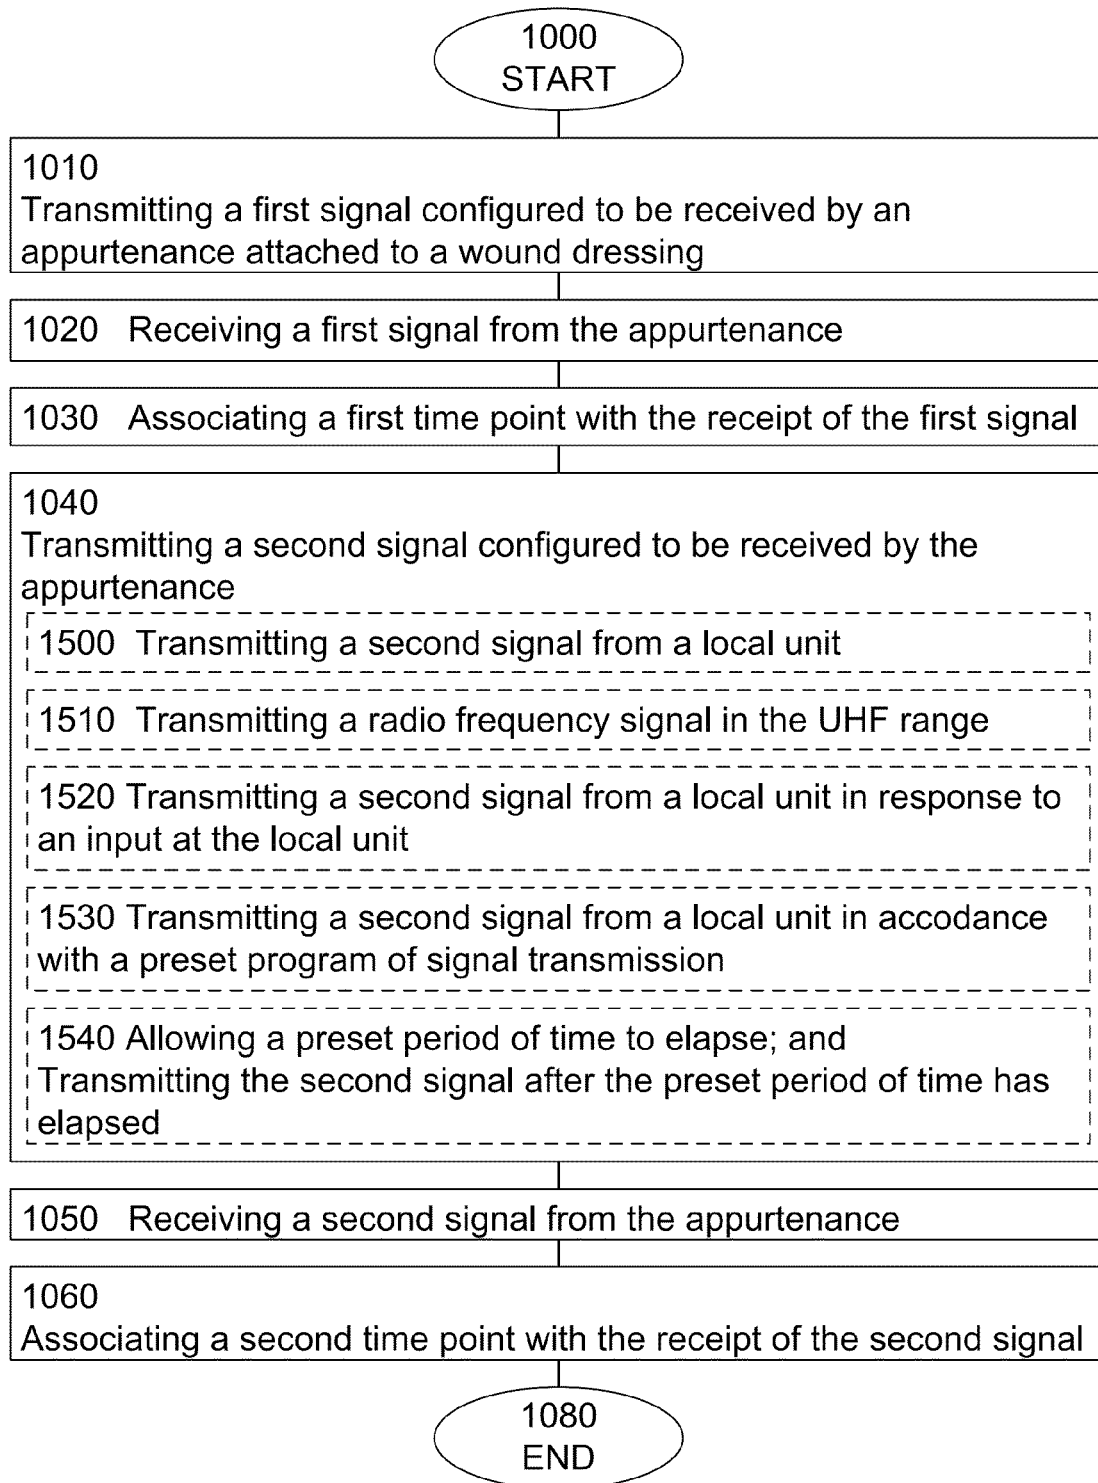 1000
START
1010
Transmitting a first signal configured to be received by an
appurtenance attached to a wound dressing
1020 Receiving a first signal from the appurtenance
1030 Associating a first time point with the receipt of the first signal
1040
Transmitting a second signal configured to be received by the
appurtenance
1500 Transmitting a second signal from a local unit
1510 Transmitting a radio frequency signal in the UHF range
1520 Transmitting a second signal from a local unit in response to
an input at the local unit
1530 Transmitting a second signal from a local unit in accodance
with a preset program of signal transmission
1540 Allowing a preset period of time to elapse; and
Transmitting the second signal after the preset period of time has
elapsed
1050 Receiving a second signal from the appurtenance
1060
Associating a second time point with the receipt of the second signal
1080
END